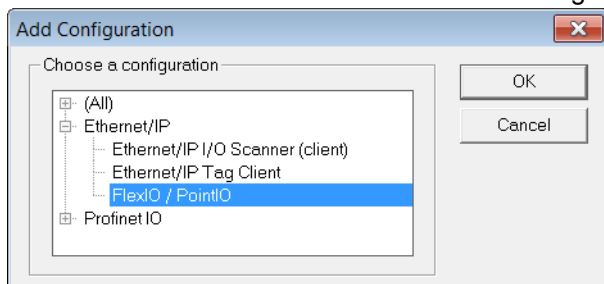 Add Configuration
Choose a configuration
OK
(All)
Ethernet/IP
Cancel
Ethernet/IP I/O Scanner (client)
Ethernet/IP Tag Client
FlexIO / PointIO
Profinet IO